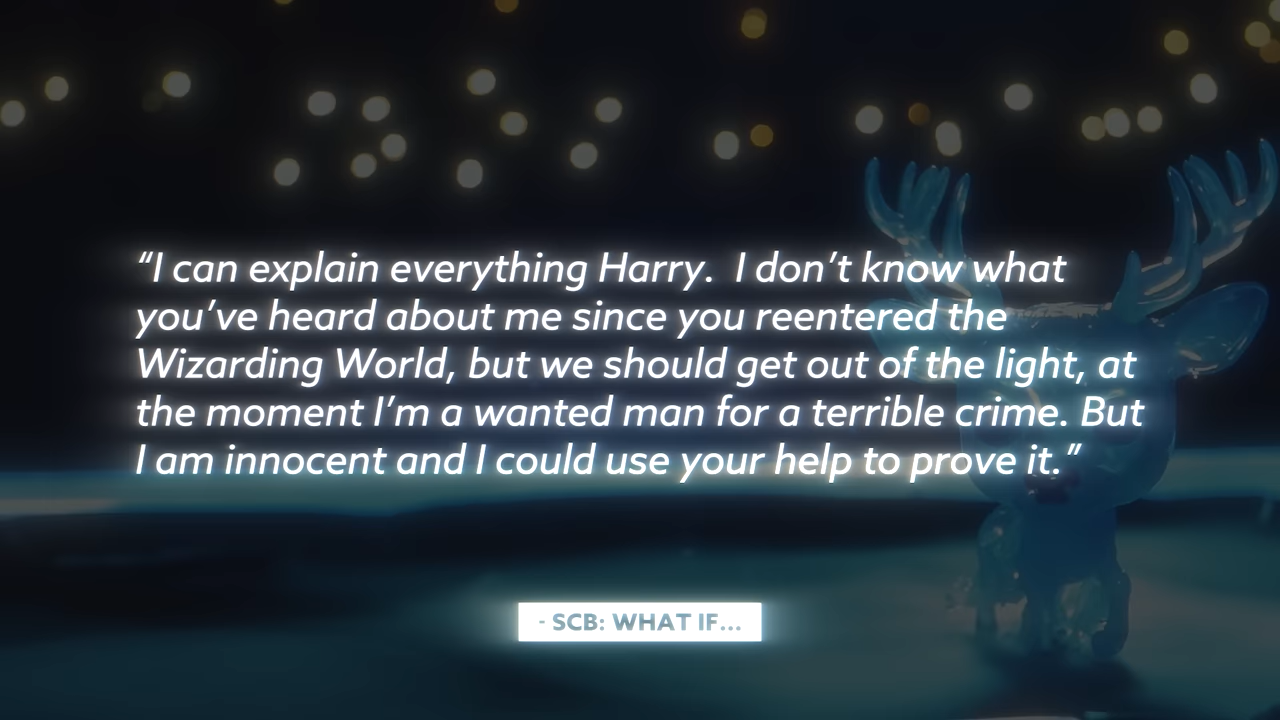 “I can explain everything Harry.  I don’t know what
you’ve heard about me since you reentered the
Wizarding World, but we should get out of the light, at
the moment I’m a wanted man for a terrible crime. But
I am innocent and I could use your help to prove it.”
- SCB: WHAT IF...